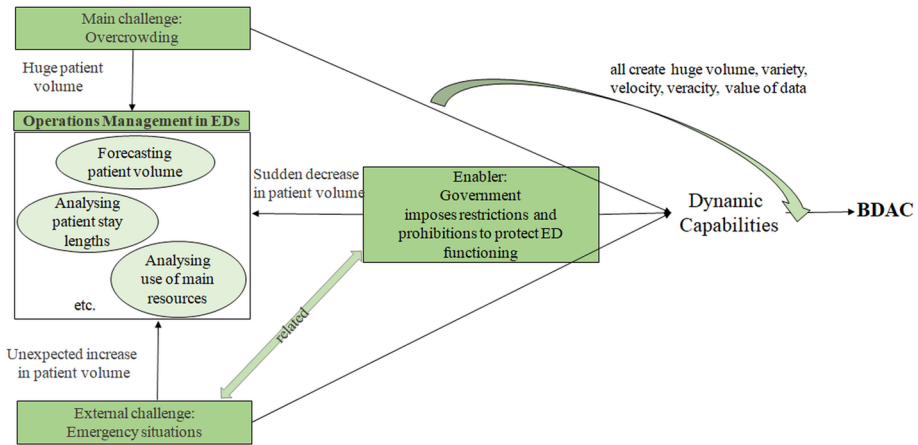 Main challenge:
Overcrowding
Huge patient
volume
all create huge volume, variety,
velocity, veracity, value of data
Operations Management in EDs
Forecasting
patient volume
Analysing
patient stay
lengths
Analysing
use of main
resources
etc.
Sudden decrease
in patient volume
Enabler:
Government
imposes restrictions and
prohibitions to protect ED
functioning
Dynamic
Capabilities
BDAC
related
Unexpected increase
in patient volume
External challenge:
Emergency situations